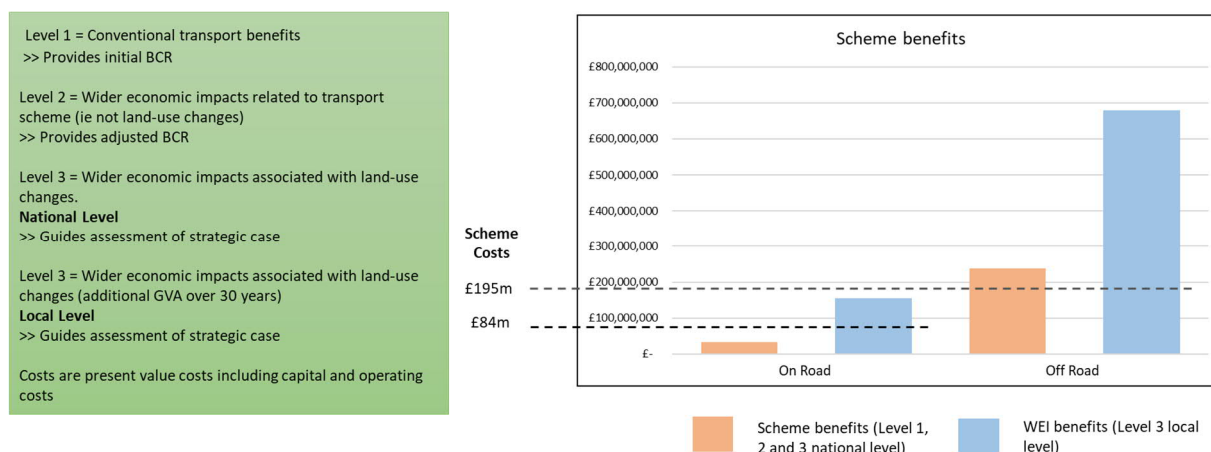 Level 1 = Conventional transport benefits
>> Provides initial BCR
Level 2 = Wider economic impacts related to transport
scheme (ie not land-use changes)
>> Provides adjusted BCR
Level 3 = Wider economic impacts associated with land-use
changes.
National Level
>> Guides assessment of strategic case
Level 3 = Wider economic impacts associated with land-use
changes (additional GVA over 30 years)
Local Level
>> Guides assessment of strategic case
Costs are present value costs including capital and operating
costs
Scheme
Costs
£195m
£84m
Scheme benefits
£800,000,000
£700,000,000
£600,000,000
£500,000,000
£400,000,000
£300,000,000
£200,000,000
£100,000,000
£-
On Road
Off Road
Scheme benefits (Level 1,
2 and 3 national level)
WEI benefits (Level 3 local
level)